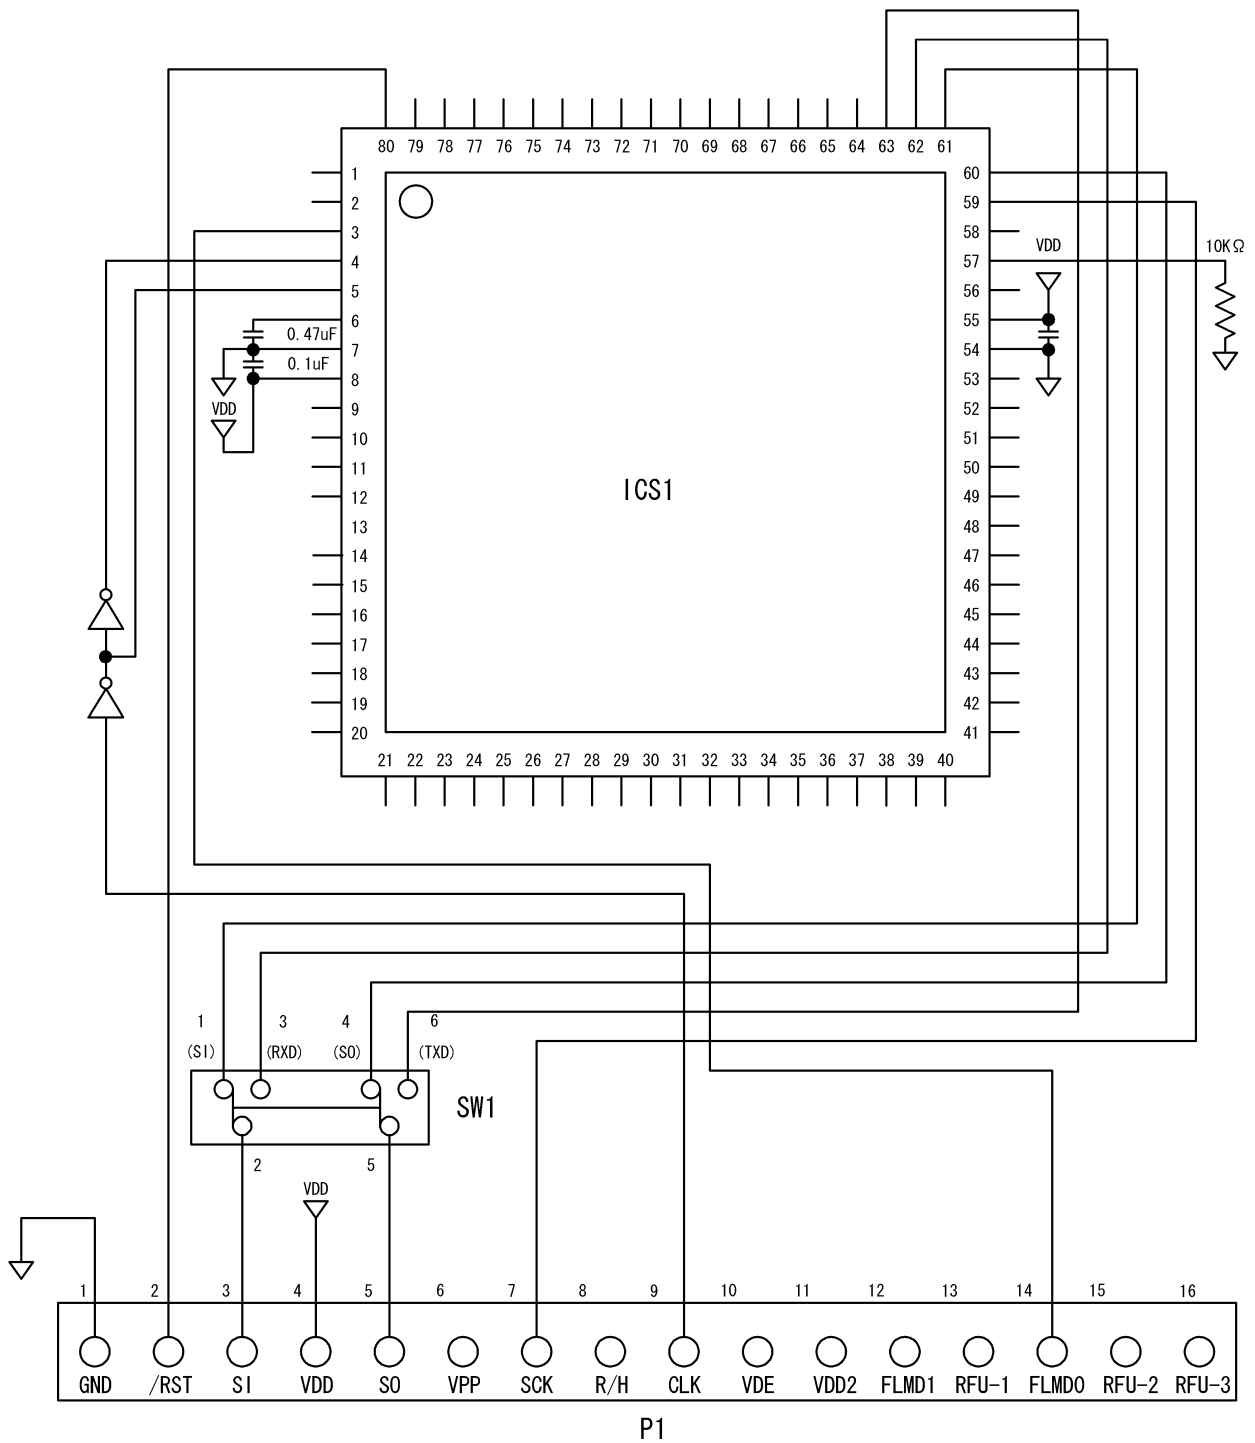 80 79 78 77 76 75 74 73 72 71 70 69 68 67 66 65 64 63 62 61
1 60
2 59
3 58
VDD 10KΩ
4 57
5 56
6 55
0.47uF
7 54
0.1uF
8 53
VDD
9 52
10 51
11 50
ICS1
12 49
13 48
14 47
15 46
16 45
17 44
18 43
19 42
20 41
21 22 23 24 25 26 27 28 29 30 31 32 33 34 35 36 37 38 39 40
1 3 4 6
(SI) (RXD) (SO) (TXD)
SW1
2 5
VDD
1 2 3 4 5 6 7 8 9 10 11 12 13 14 15 16
GND /RST SI VDD SO VPP SCK R/H CLK VDE VDD2 FLMD1 RFU-1 FLMD0 RFU-2 RFU-3
P1